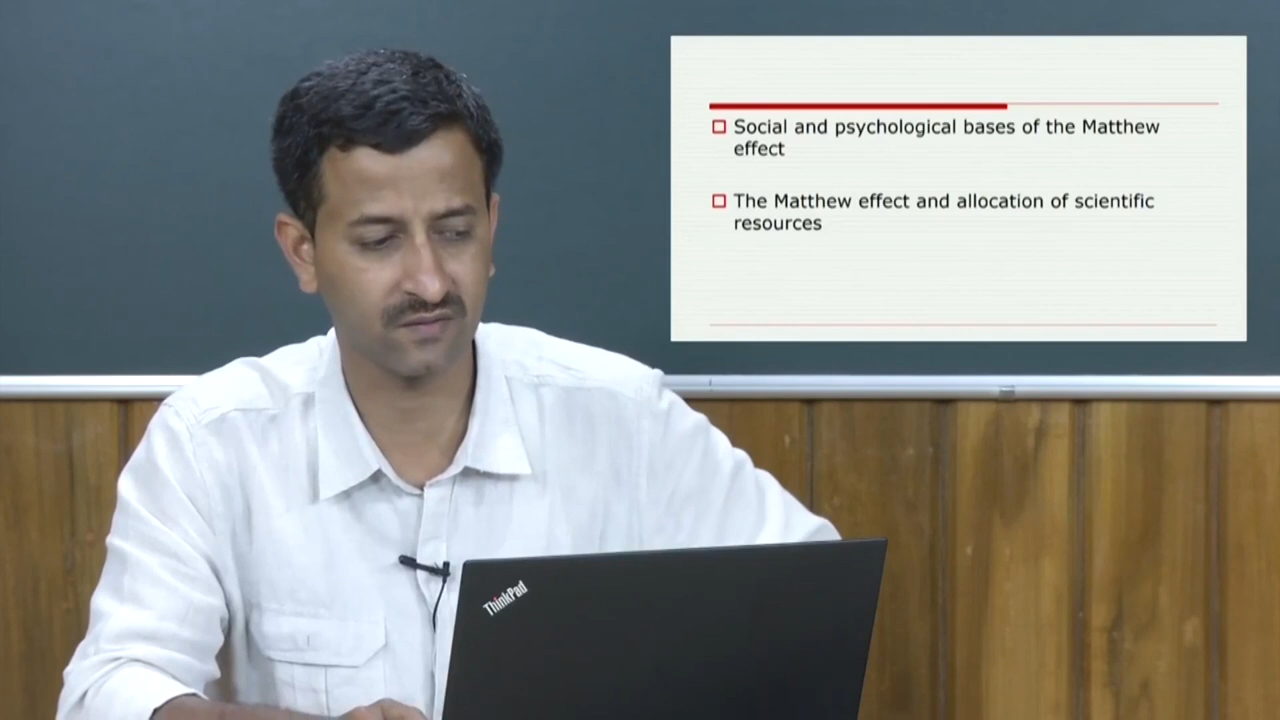 Social and psychological bases of the Matthew
effect
The Matthew effect and allocation of scientific
resources
ThinkPad